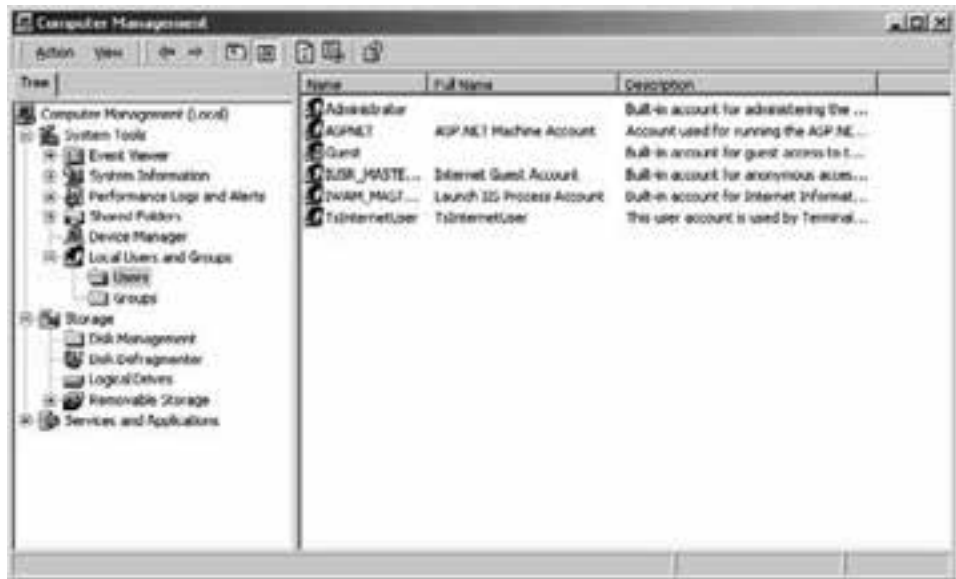 Computer Management
Action View
Tree
Computer Management (Local)
System Tools
Event Viewer
System Information
Performance Logs and Alerts
Shared Folders
Device Manager
Local Users and Groups
Users
Groups
Storage
Disk Management
Disk Defragmenter
Logical Drives
Removable Storage
Services and Applications
Name Full Name Description
Administrator Built-in account for administering the ...
ASPNET ASP.NET Machine Account Account used for running the ASP.NE...
Guest Built-in account for guest access to t...
IUSR_MASTE... Internet Guest Account Built-in account for anonymous acces...
IWAM_MAST... Launch IIS Process Account Built-in account for Internet Informat...
TsInternetUser TsInternetUser This user account is used by Terminal...